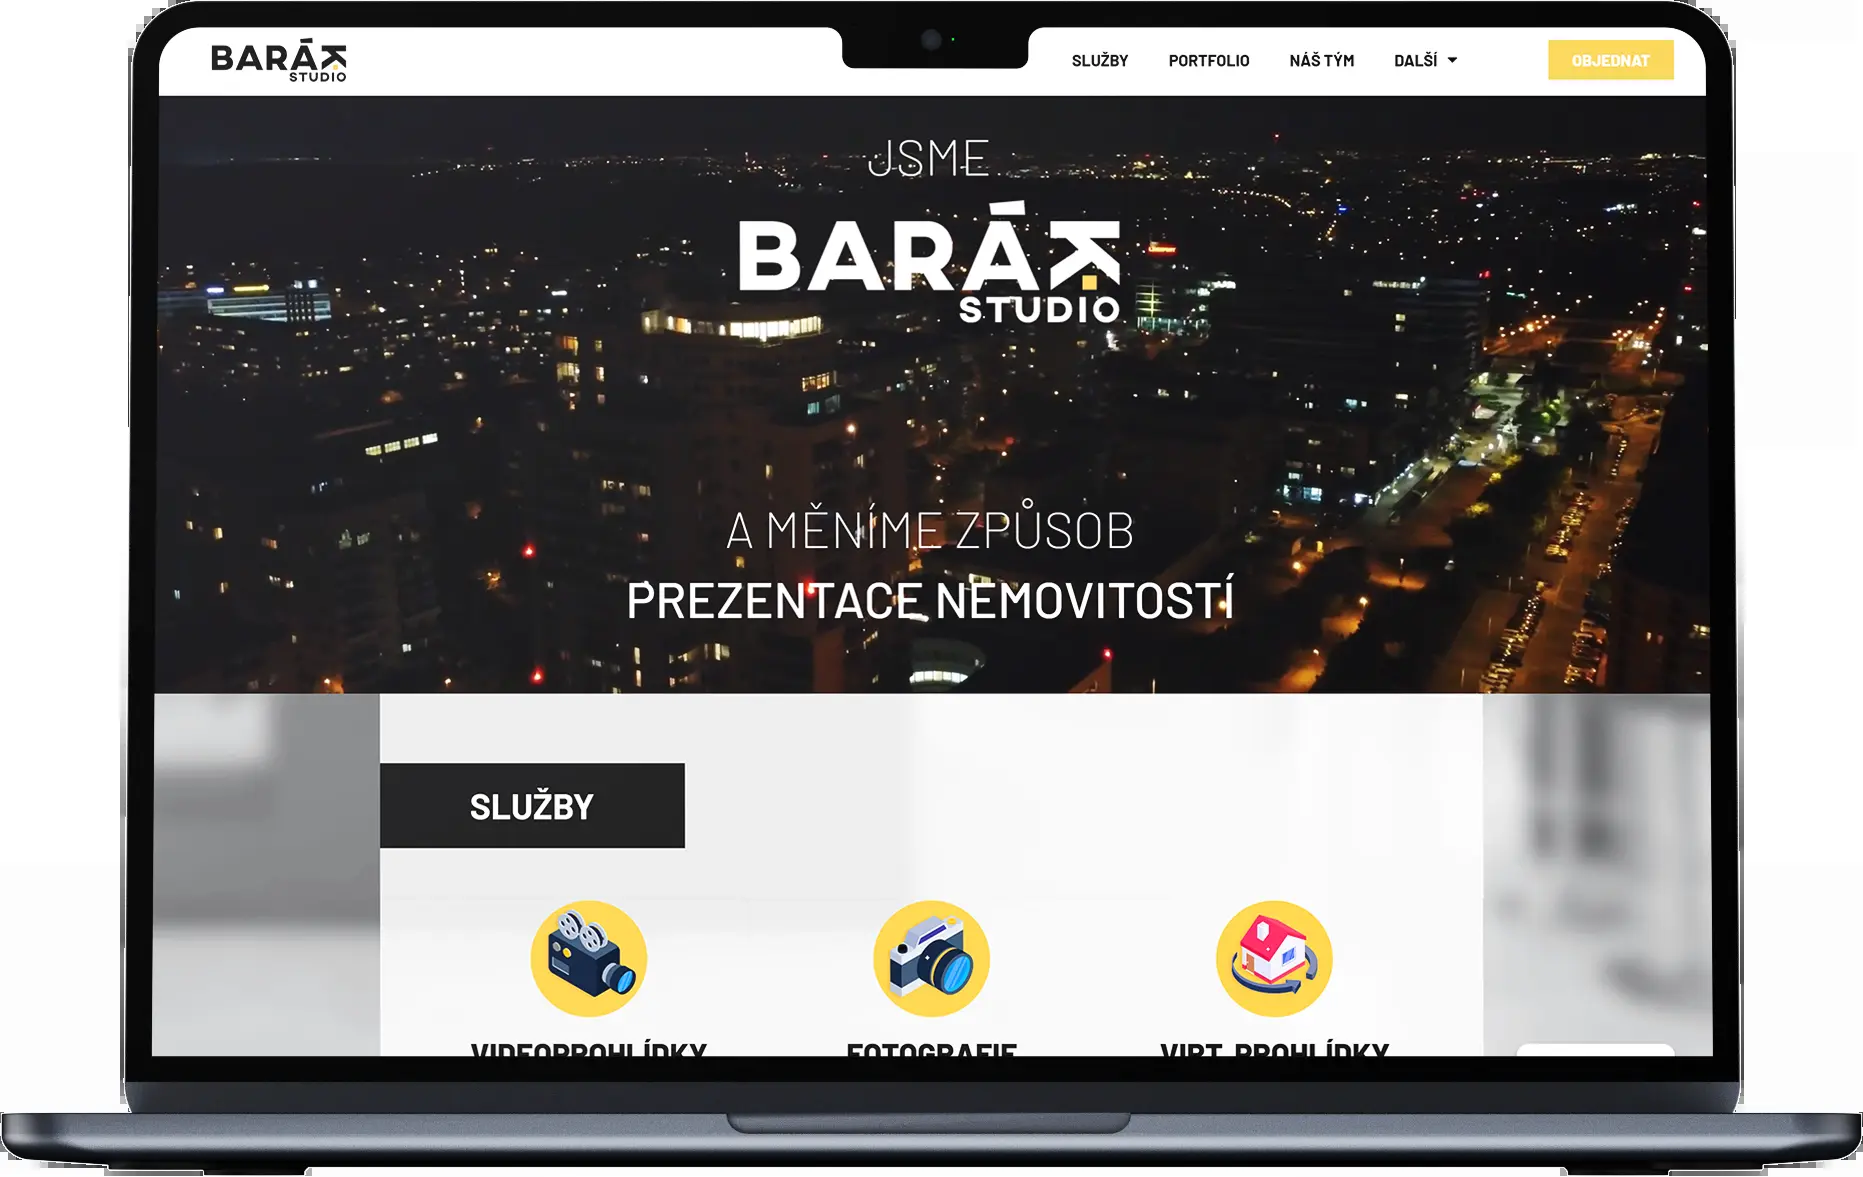 BARÁK
STUDIO
SLUŽBY
PORTFOLIO
NÁŠ TÝM
DALŠÍ
OBJEDNAT
JSME
BARÁK
STUDIO
A MĚNÍME ZPŮSOB
PREZENTACE NEMOVITOSTÍ
SLUŽBY
VIDEOPROHLÍDKY
FOTOGRAFIE
VIRT. PROHLÍDKY